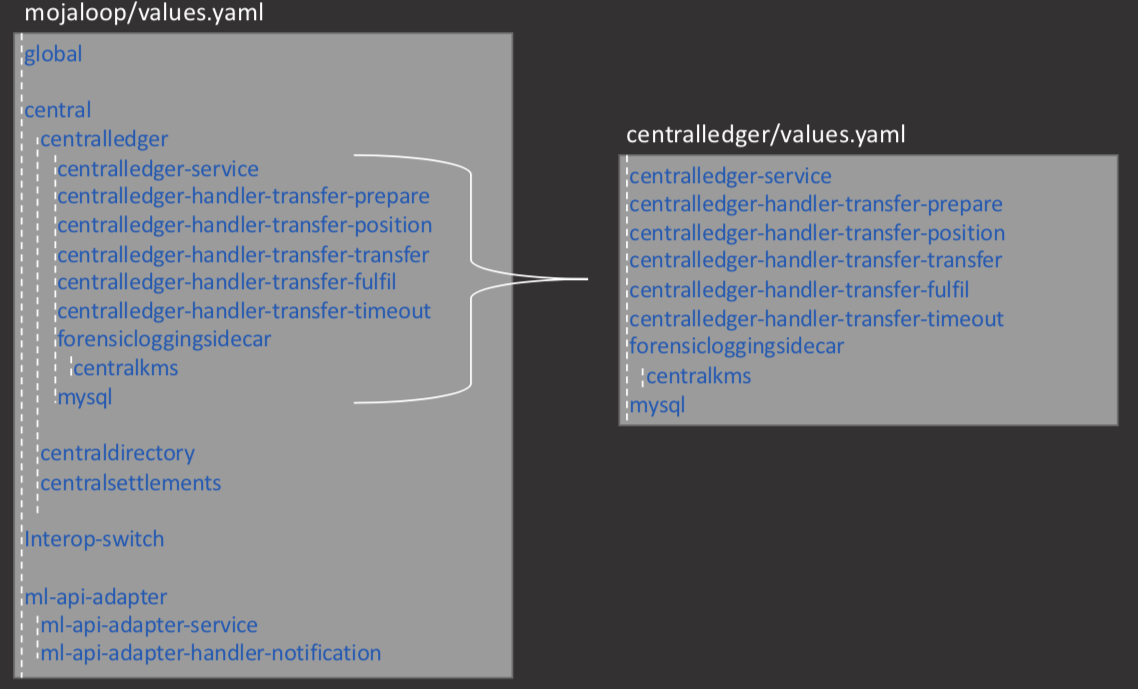 mojaloop/values.yaml
global
central
centralledger
centralledger-service
centralledger-handler-transfer-prepare
centralledger-handler-transfer-position
centralledger-handler-transfer-transfer
centralledger-handler-transfer-fulfil
centralledger-handler-transfer-timeout
forensicloggingsidecar
centralkms
mysql
centraldirectory
centralsettlements
Interop-switch
ml-api-adapter
ml-api-adapter-service
ml-api-adapter-handler-notification
centralledger/values.yaml
centralledger-service
centralledger-handler-transfer-prepare
centralledger-handler-transfer-position
centralledger-handler-transfer-transfer
centralledger-handler-transfer-fulfil
centralledger-handler-transfer-timeout
forensicloggingsidecar
centralkms
mysql